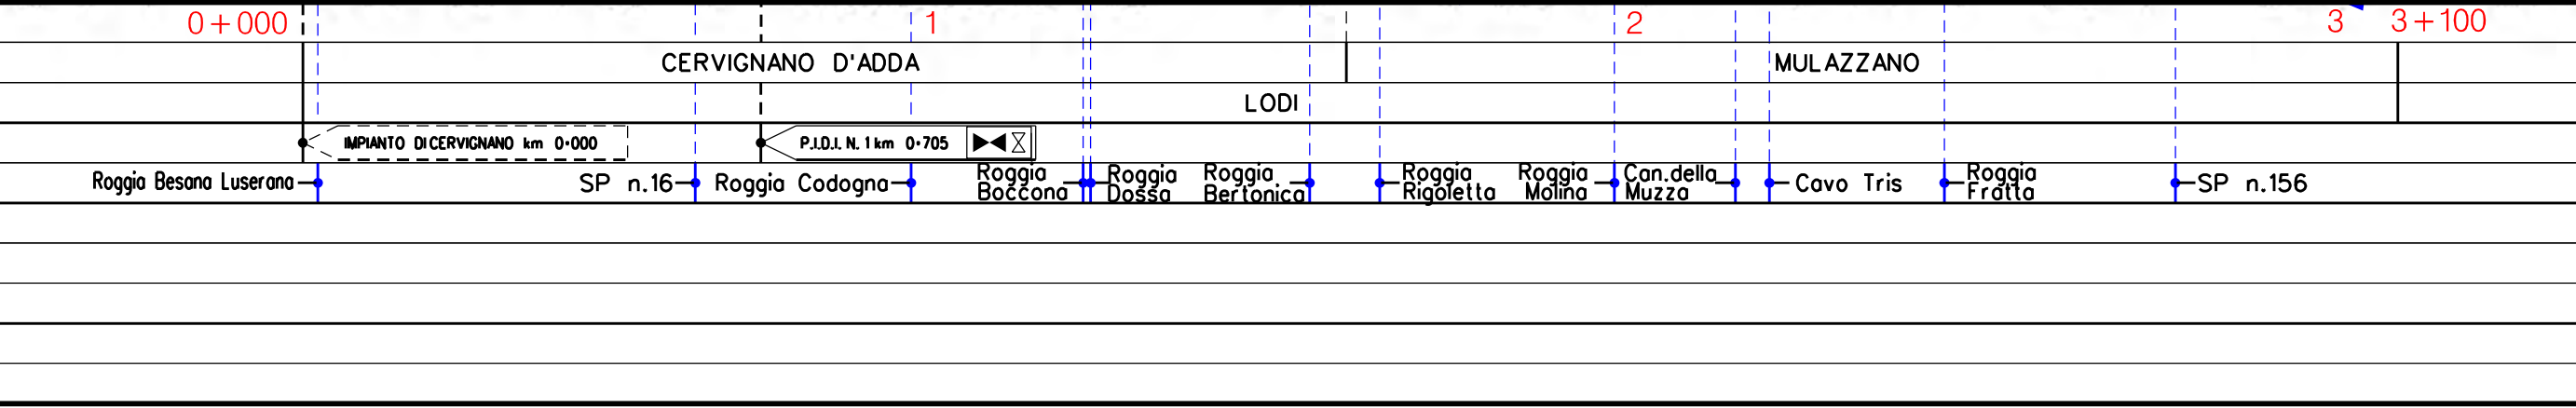 0+000 1 2 3 3+100
CERVIGNANO D'ADDA MULAZZANO
LODI
IMPIANTO DI CERVIGNANO km 0+000 P.I.D.I. N. 1 km 0+705
Roggia Besana Luserana SP n.16 Roggia Codogna Roggia Boccona Roggia Dossa Roggia Bertonica Roggia Rigoletta Roggia Molina Can.della Muzza Cavo Tris Roggia Fratta SP n.156